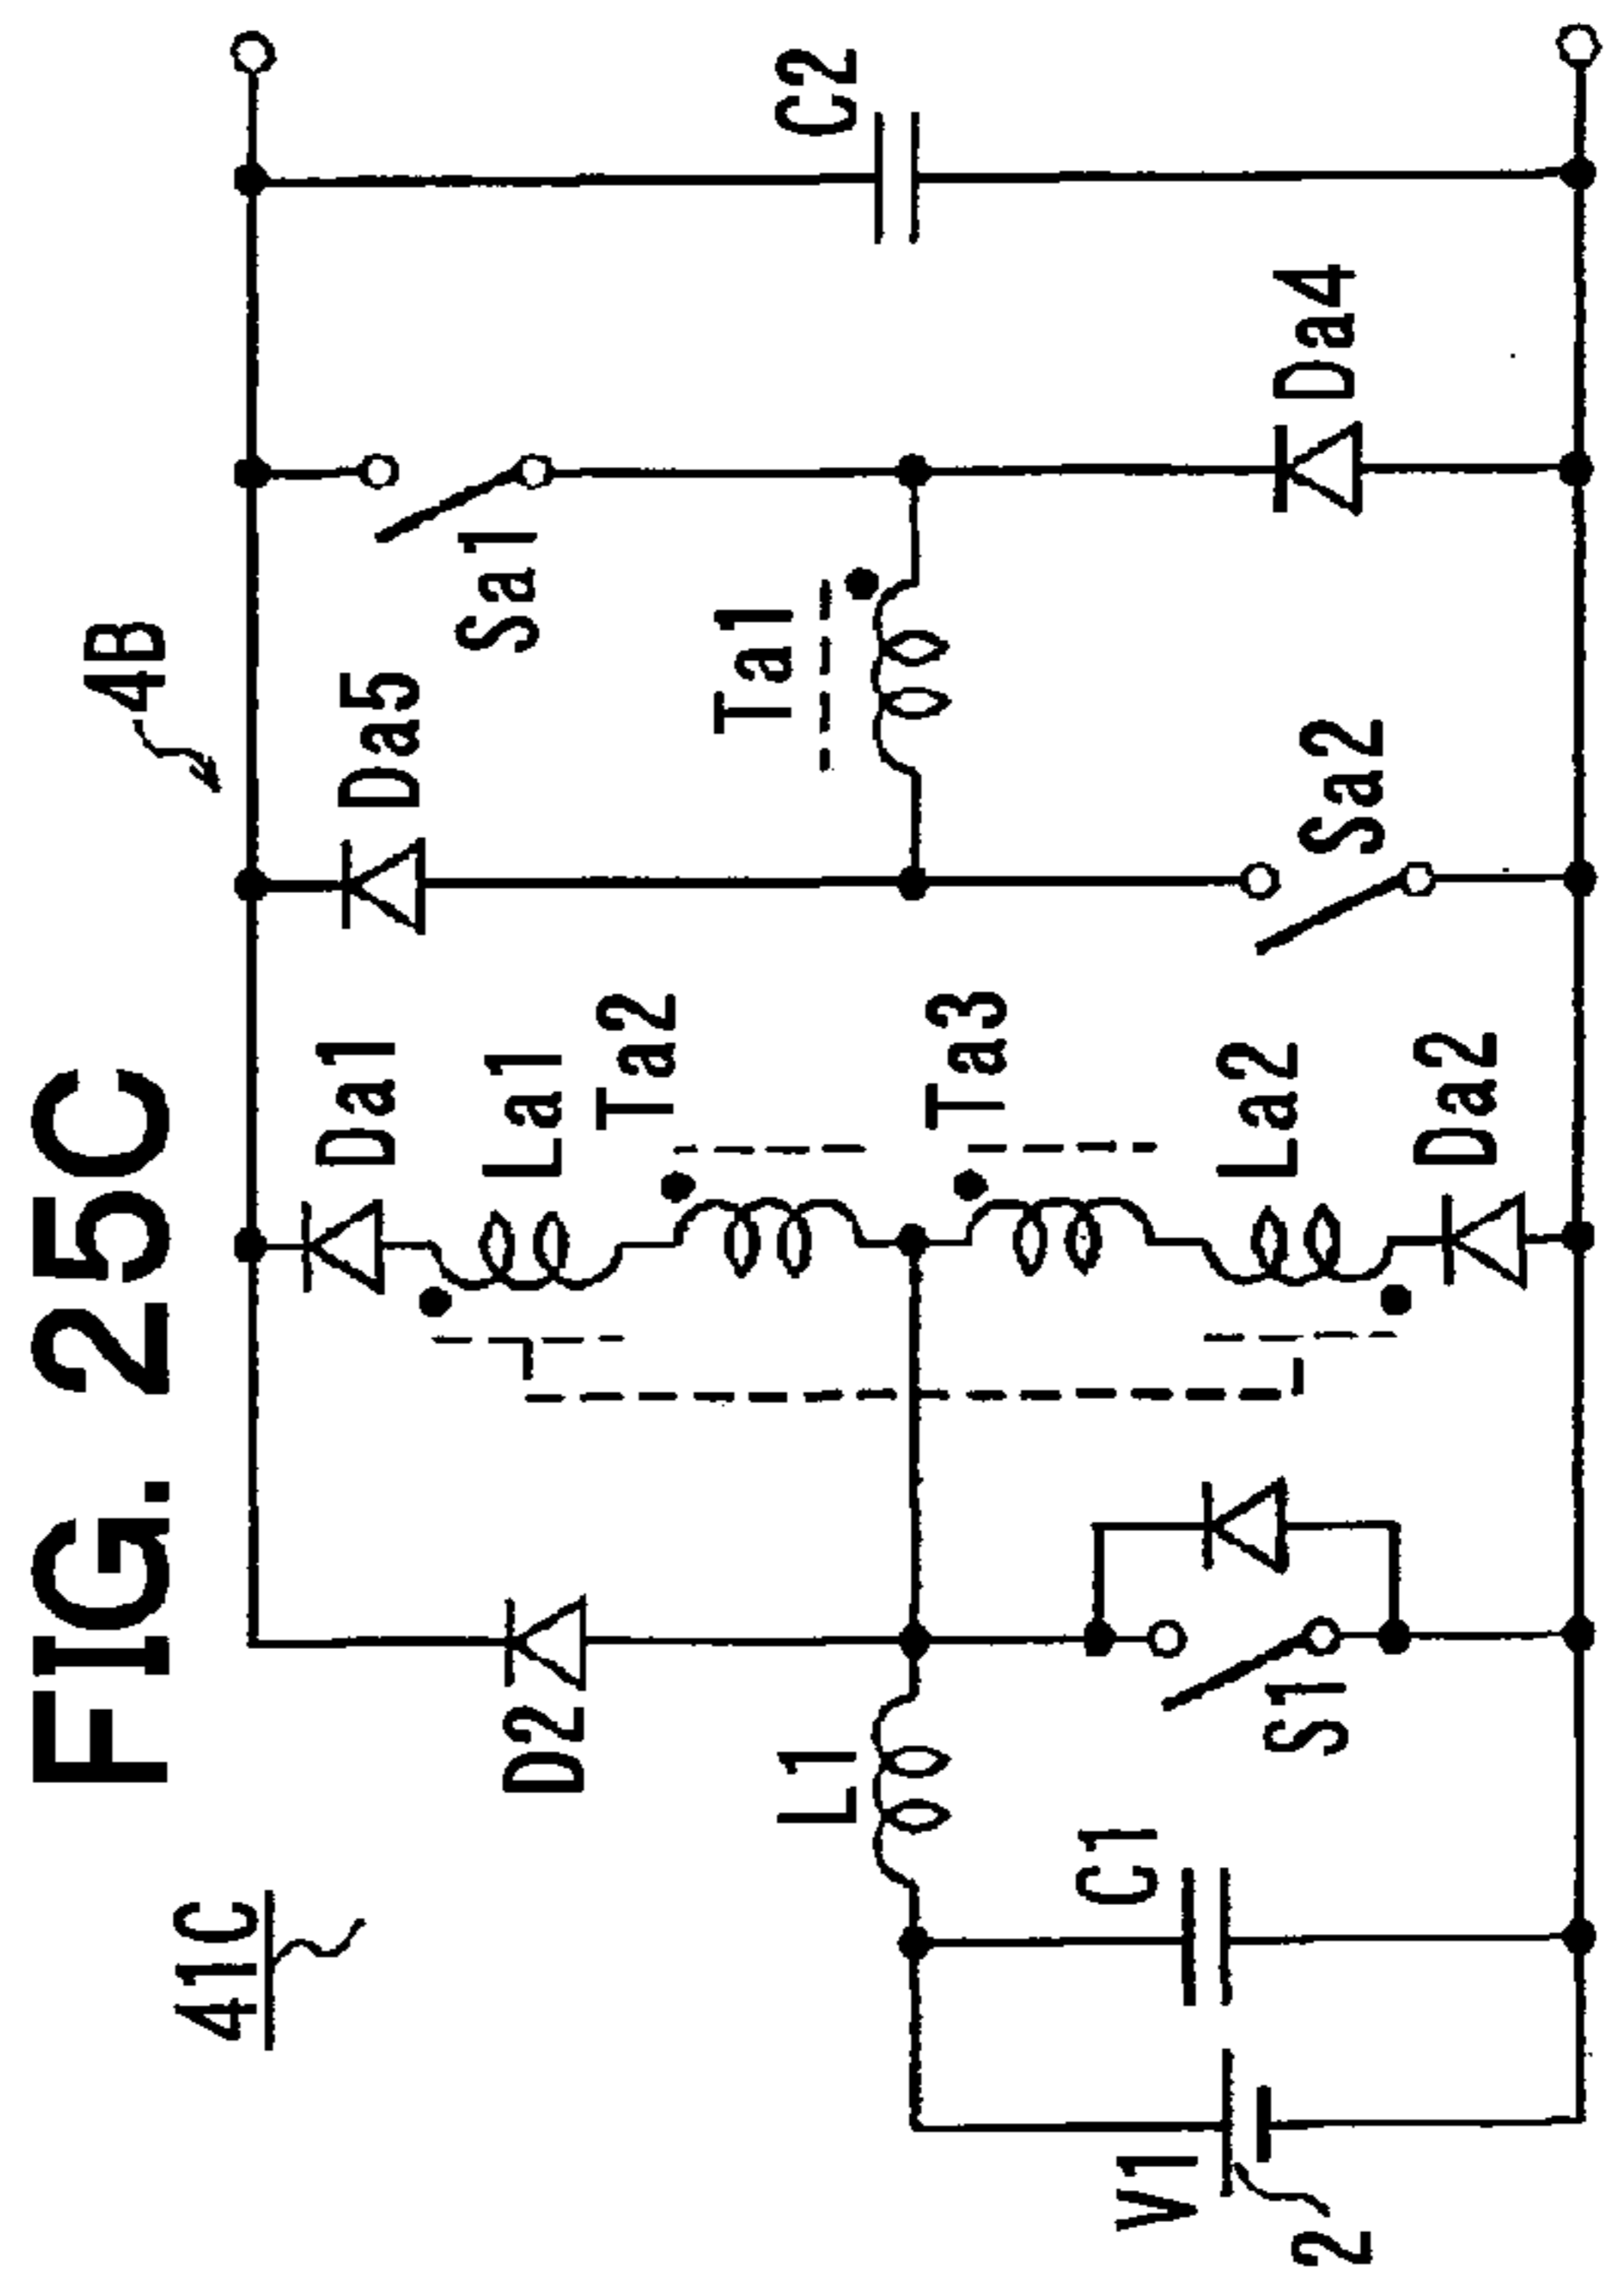 FIG. 25C
41C
4B
D2
Da1
La1
Ta2
Da5
Sa1
Ta1
C2
L1
Ta3
La2
Da2
Sa2
Da4
C1
S1
V1
2